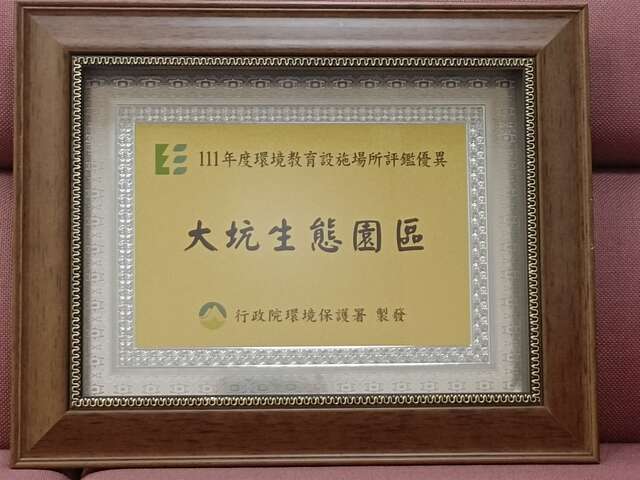 111年度環境教育設施場所評鑑優異
大坑生態園區
行政院環境保護署 製發